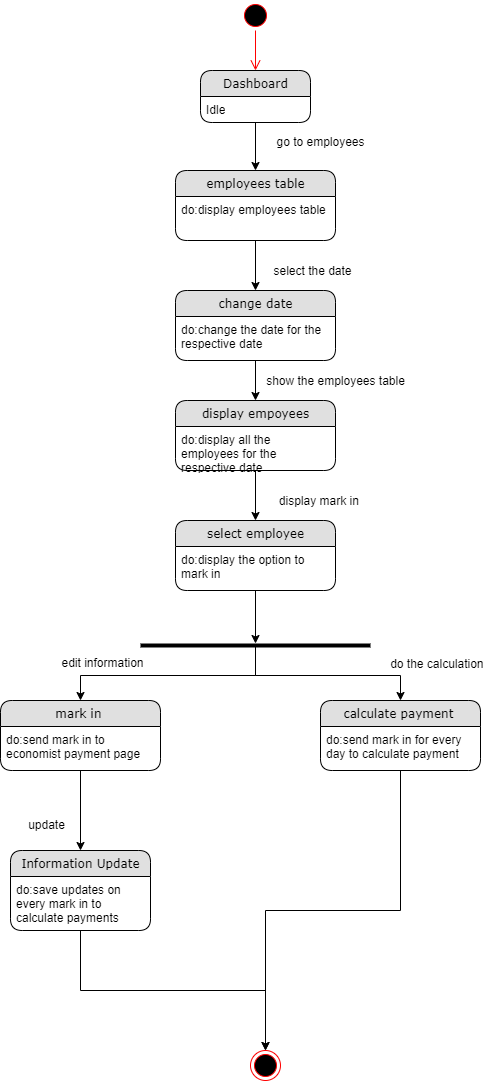 Dashboard
Idle
go to employees
employees table
do:display employees table
select the date
change date
do:change the date for the
respective date
show the employees table
display empoyees
do:display all the
employees for the
respective date
display mark in
select employee
do:display the option to
mark in
edit information
do the calculation
mark in
do:send mark in to
economist payment page
calculate payment
do:send mark in for every
day to calculate payment
update
Information Update
do:save updates on
every mark in to
calculate payments